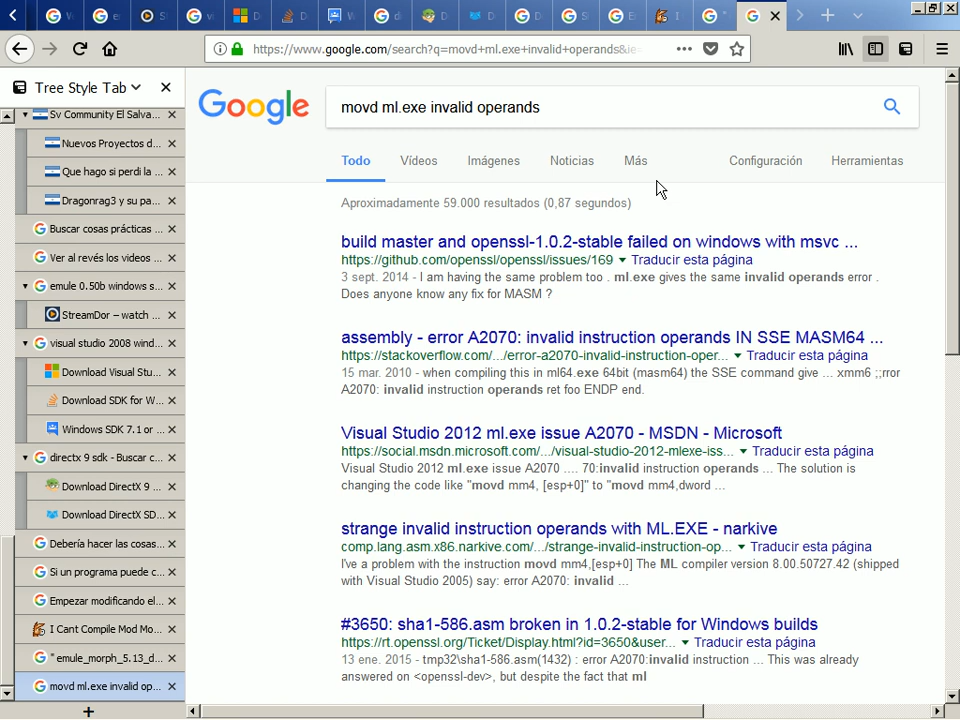 https://www.google.com/search?q=movd+ml.exe+invalid+operands&ie
Tree Style Tab
Sv Community El Salva...
Nuevos Proyectos d...
Que hago si perdi la ...
Dragonrag3 y su pa...
Buscar cosas prácticas ...
Ver al revés los videos ...
emule 0.50b windows s...
StreamDor – watch ...
visual studio 2008 wind...
Download Visual Stu...
Download SDK for W...
Windows SDK 7.1 or ...
directx 9 sdk - Buscar c...
Download DirectX 9 ...
Download DirectX SD...
Debería hacer las cosas...
Si un programa puede c...
Empezar modificando el...
I Cant Compile Mod Mo...
" emule_morph_5.13_d...
movd ml.exe invalid op...
Google
movd ml.exe invalid operands
Todo Vídeos Imágenes Noticias Más Configuración Herramientas
Aproximadamente 59.000 resultados (0,87 segundos)
build master and openssl-1.0.2-stable failed on windows with msvc ...
https://github.com/openssl/openssl/issues/169 Traducir esta página
3 sept. 2014 - I am having the same problem too . ml.exe gives the same invalid operands error .
Does anyone know any fix for MASM ?
assembly - error A2070: invalid instruction operands IN SSE MASM64 ...
https://stackoverflow.com/.../error-a2070-invalid-instruction-oper... Traducir esta página
15 mar. 2010 - when compiling this in ml64.exe 64bit (masm64) the SSE command give ... xmm6 ;;rror
A2070: invalid instruction operands ret foo ENDP end.
Visual Studio 2012 ml.exe issue A2070 - MSDN - Microsoft
https://social.msdn.microsoft.com/.../visual-studio-2012-mlexe-iss... Traducir esta página
Visual Studio 2012 ml.exe issue A2070 .... 70:invalid instruction operands ... The solution is
changing the code like "movd mm4, [esp+0]" to "movd mm4,dword ...
strange invalid instruction operands with ML.EXE - narkive
comp.lang.asm.x86.narkive.com/.../strange-invalid-instruction-op... Traducir esta página
I've a problem with the instruction movd mm4,[esp+0] The ML compiler version 8.00.50727.42 (shipped
with Visual Studio 2005) say: error A2070: invalid ...
#3650: sha1-586.asm broken in 1.0.2-stable for Windows builds
https://rt.openssl.org/Ticket/Display.html?id=3650&user... Traducir esta página
13 ene. 2015 - tmp32\sha1-586.asm(1432) : error A2070:invalid instruction ... This was already
answered on <openssl-dev>, but despite the fact that ml